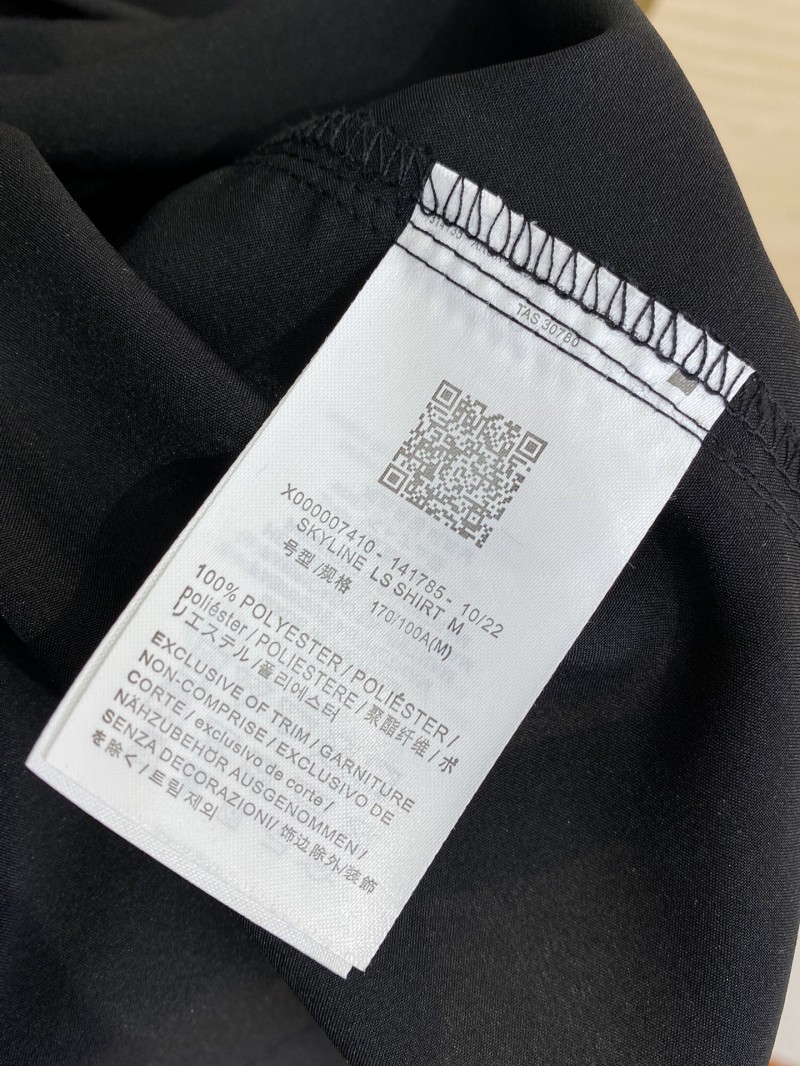 TAS 30780
X000007410 - 141785 - 10/22
SKYLINE LS SHIRT M
号型/规格 170/100A(M)
100% POLYESTER / POLIÉSTER /
poliéster / POLIESTERE / 聚酯纤维 / ポ
リエステル / 폴리에스터
EXCLUSIVE OF TRIM / GARNITURE
NON-COMPRISE / EXCLUSIVO DE
CORTE / exclusivo de corte /
NÄHZUBEHÖR AUSGENOMMEN /
SENZA DECORAZIONI/ 饰边除外/装飾
を除く / 트림 제외